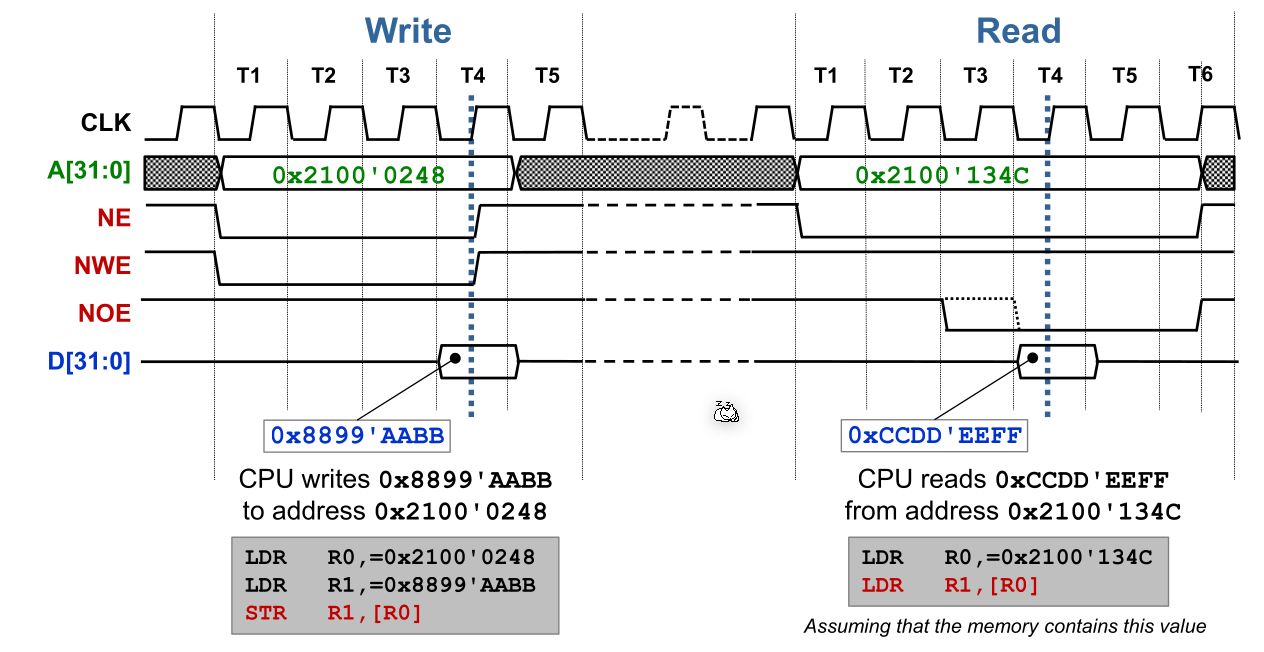 Write Read
T1 T2 T3 T4 T5 T1 T2 T3 T4 T5 T6
CLK
A[31:0] 0x2100'0248 0x2100'134C
NE
NWE
NOE
D[31:0]
z z
0x8899'AABB 0xCCDD'EEFF
CPU writes 0x8899'AABB
to address 0x2100'0248
CPU reads 0xCCDD'EEFF
from address 0x2100'134C
LDR R0,=0x2100'0248
LDR R1,=0x8899'AABB
STR R1,[R0]
LDR R0,=0x2100'134C
LDR R1,[R0]
Assuming that the memory contains this value